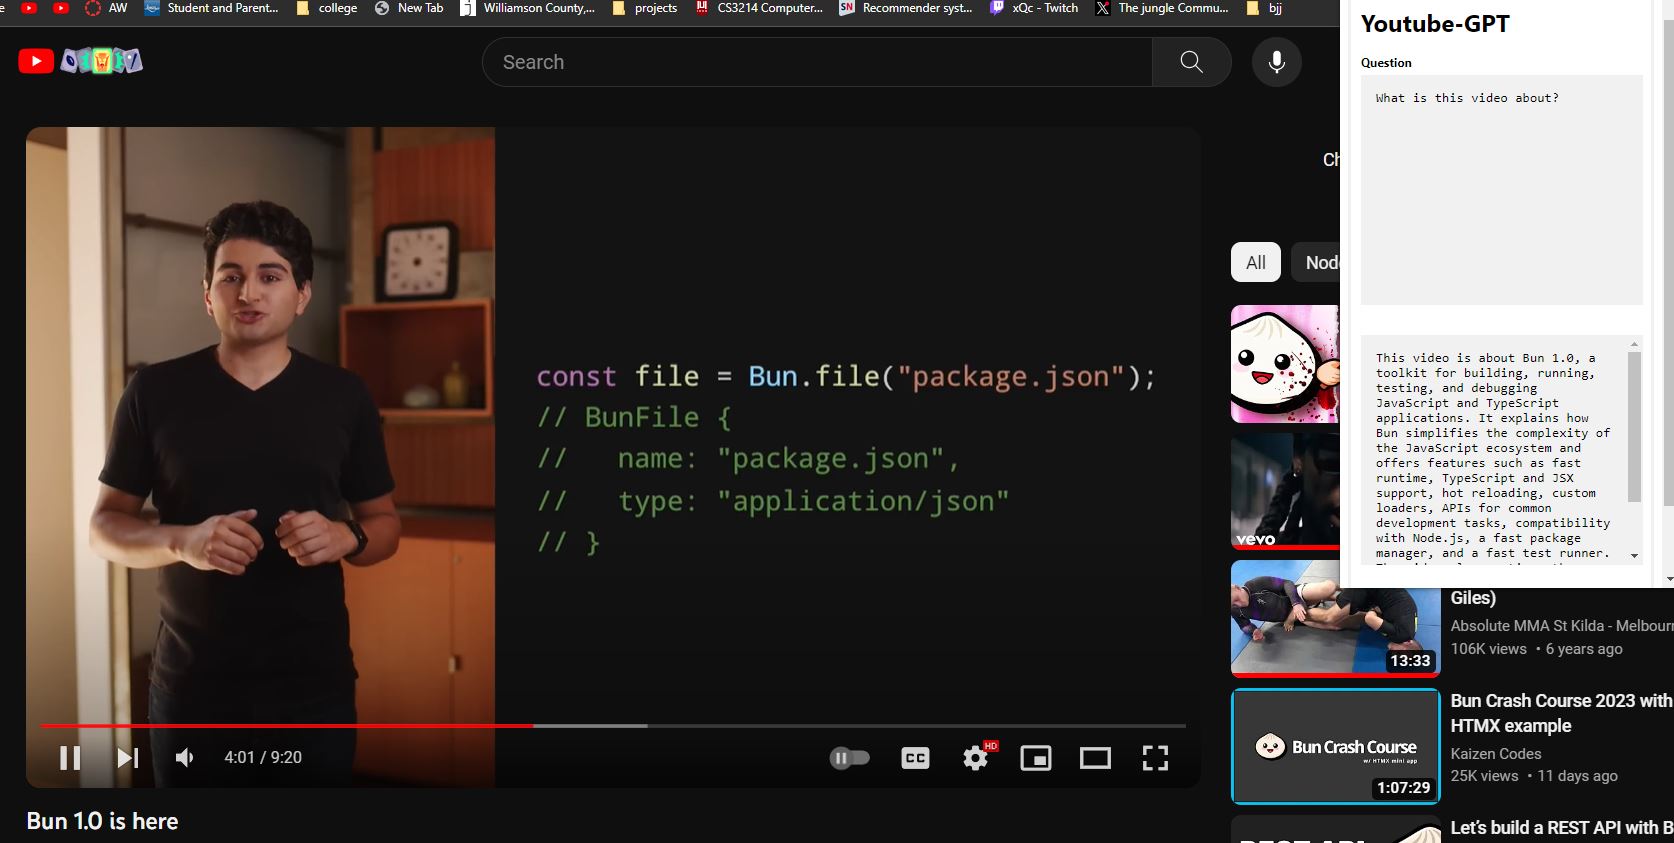 AW
Student and Parent...
college
New Tab
Williamson County,...
projects
CS3214 Computer...
SN
Recommender syst...
xQc - Twitch
The jungle Commu...
bjj
Search
const file = Bun.file("package.json");
// BunFile {
//   name: "package.json",
//   type: "application/json"
// }
4:01 / 9:20
CC
HD
Bun 1.0 is here
All
vevo
13:33
Giles)
Absolute MMA St Kilda - Melbourn
106K views • 6 years ago
Bun Crash Course
w/ HTMX mini app
1:07:29
Bun Crash Course 2023 with
HTMX example
Kaizen Codes
25K views • 11 days ago
Let's build a REST API with B
REST API
Youtube-GPT
Question
What is this video about?
This video is about Bun 1.0, a
toolkit for building, running,
testing, and debugging
JavaScript and TypeScript
applications. It explains how
Bun simplifies the complexity of
the JavaScript ecosystem and
offers features such as fast
runtime, TypeScript and JSX
support, hot reloading, custom
loaders, APIs for common
development tasks, compatibility
with Node.js, a fast package
manager, and a fast test runner.